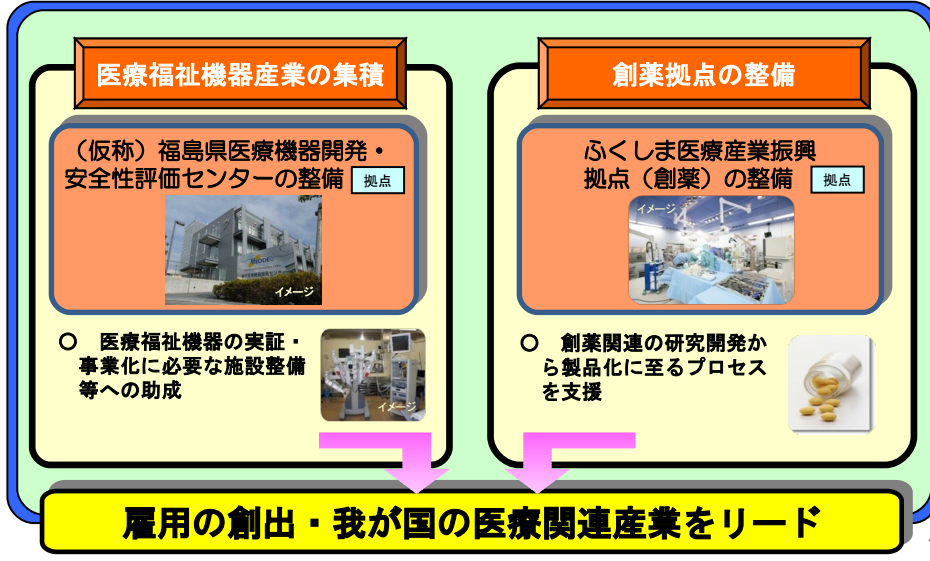 医療福祉機器産業の集積
（仮称）福島県医療機器開発・
安全性評価センターの整備
拠点
イメージ
○　医療福祉機器の実証・
事業化に必要な施設整備
等への助成
イメージ
創薬拠点の整備
ふくしま医療産業振興
拠点（創薬）の整備
拠点
イメージ
○　創薬関連の研究開発か
ら製品化に至るプロセス
を支援
雇用の創出・我が国の医療関連産業をリード